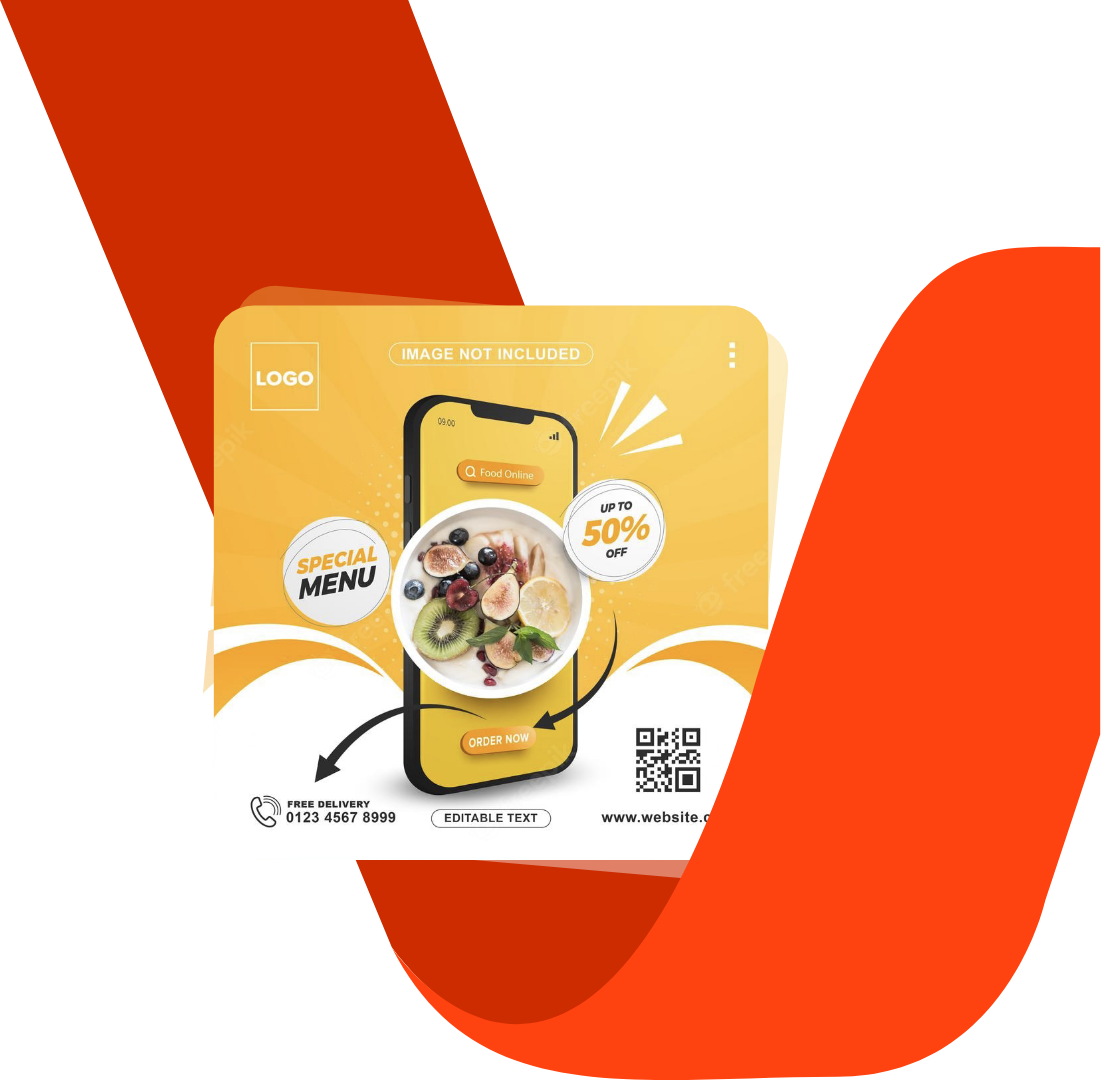 LOGO
IMAGE NOT INCLUDED
09.00
Food Online
UP TO
50%
OFF
SPECIAL
MENU
ORDER NOW
FREE DELIVERY
0123 4567 8999
EDITABLE TEXT
www.website.c
freepik